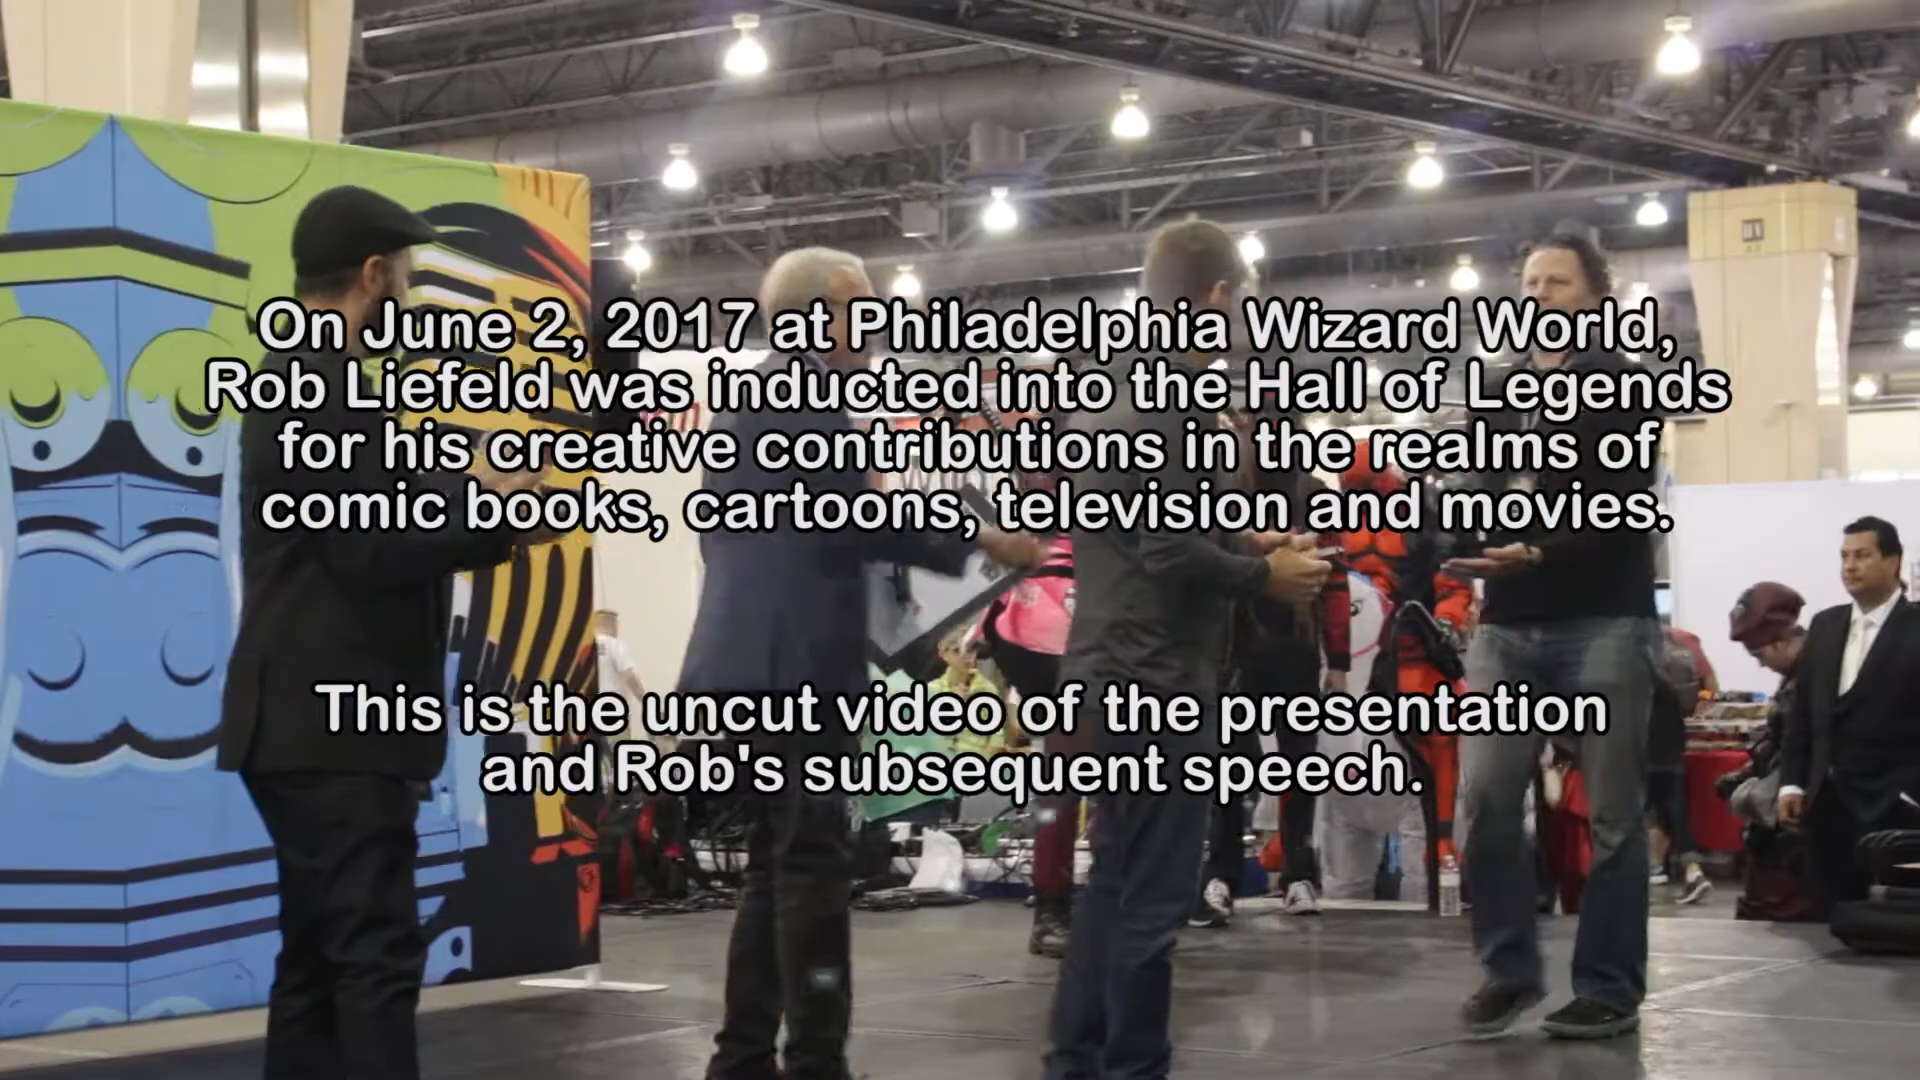 On June 2, 2017 at Philadelphia Wizard World,
Rob Liefeld was inducted into the Hall of Legends
for his creative contributions in the realms of
comic books, cartoons, television and movies.
This is the uncut video of the presentation
and Rob's subsequent speech.